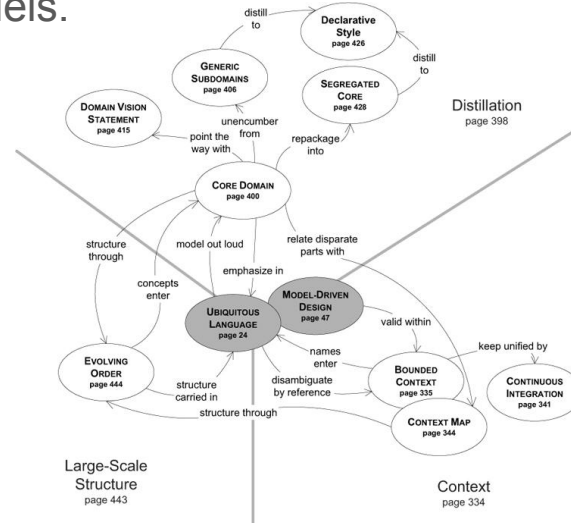 els.
distill
to
Declarative
Style
page 426
GENERIC
SUBDOMAINS
page 406
distill
to
SEGREGATED
CORE
page 428
Distillation
page 398
DOMAIN VISION
STATEMENT
page 415
unencumber
from
point the
way with
repackage
into
CORE DOMAIN
page 400
structure
through
model out loud
relate disparate
parts with
concepts
enter
emphasize in
MODEL-DRIVEN
DESIGN
page 47
UBIQUITOUS
LANGUAGE
page 24
valid within
names
enter
keep unified by
EVOLVING
ORDER
page 444
structure
carried in
disambiguate
by reference
BOUNDED
CONTEXT
page 335
CONTINUOUS
INTEGRATION
page 341
structure through
CONTEXT MAP
page 344
Large-Scale
Structure
page 443
Context
page 334